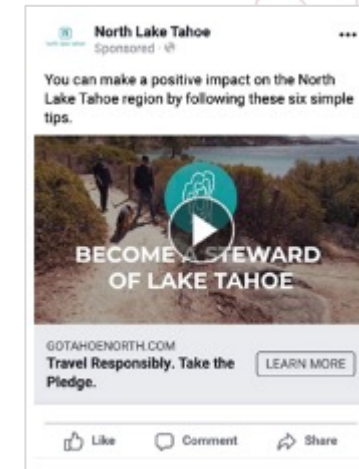 North Lake Tahoe
Sponsored ·
You can make a positive impact on the North
Lake Tahoe region by following these six simple
tips.
BECOME A STEWARD
OF LAKE TAHOE
GOTAHOENORTH.COM
Travel Responsibly. Take the
Pledge.
LEARN MORE
Like
Comment
Share